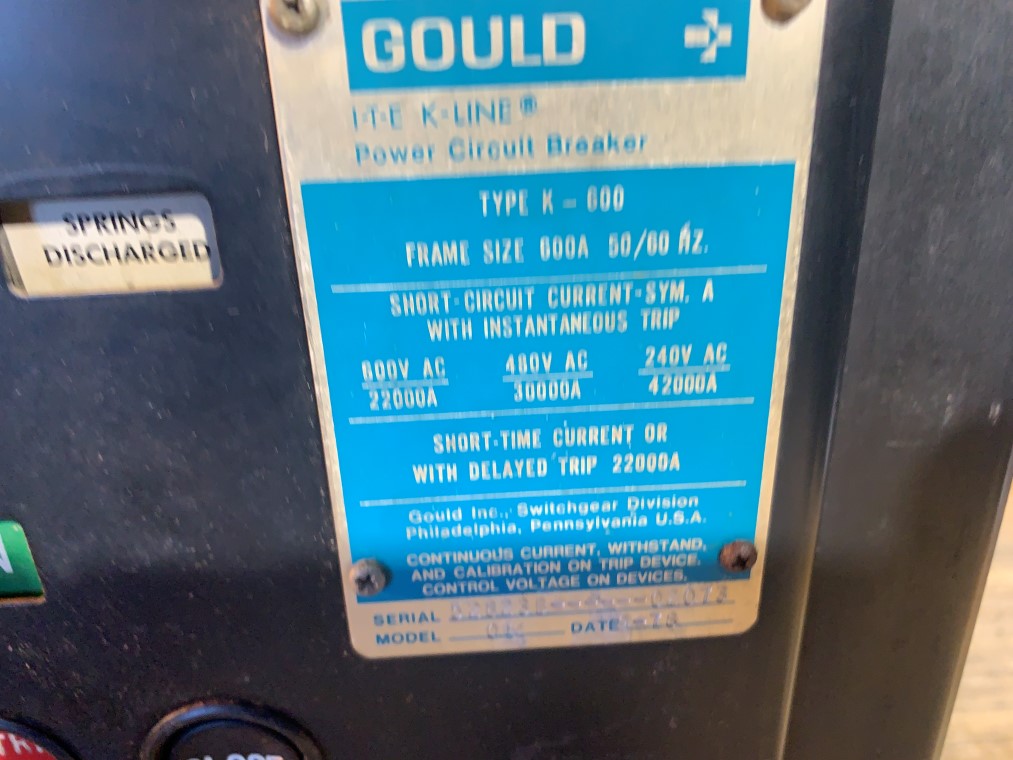 GOULD
I-T-E K-LINE®
Power Circuit Breaker
TYPE K-600
FRAME SIZE 600A 50/60 HZ.
SHORT-CIRCUIT CURRENT-SYM. A
WITH INSTANTANEOUS TRIP
600V AC 480V AC 240V AC
22000A 30000A 42000A
SHORT-TIME CURRENT OR
WITH DELAYED TRIP 22000A
Gould Inc., Switchgear Division
Philadelphia, Pennsylvania U.S.A.
CONTINUOUS CURRENT, WITHSTAND,
AND CALIBRATION ON TRIP DEVICE.
CONTROL VOLTAGE ON DEVICES.
SERIAL
MODEL DATE
SPRINGS
DISCHARGED